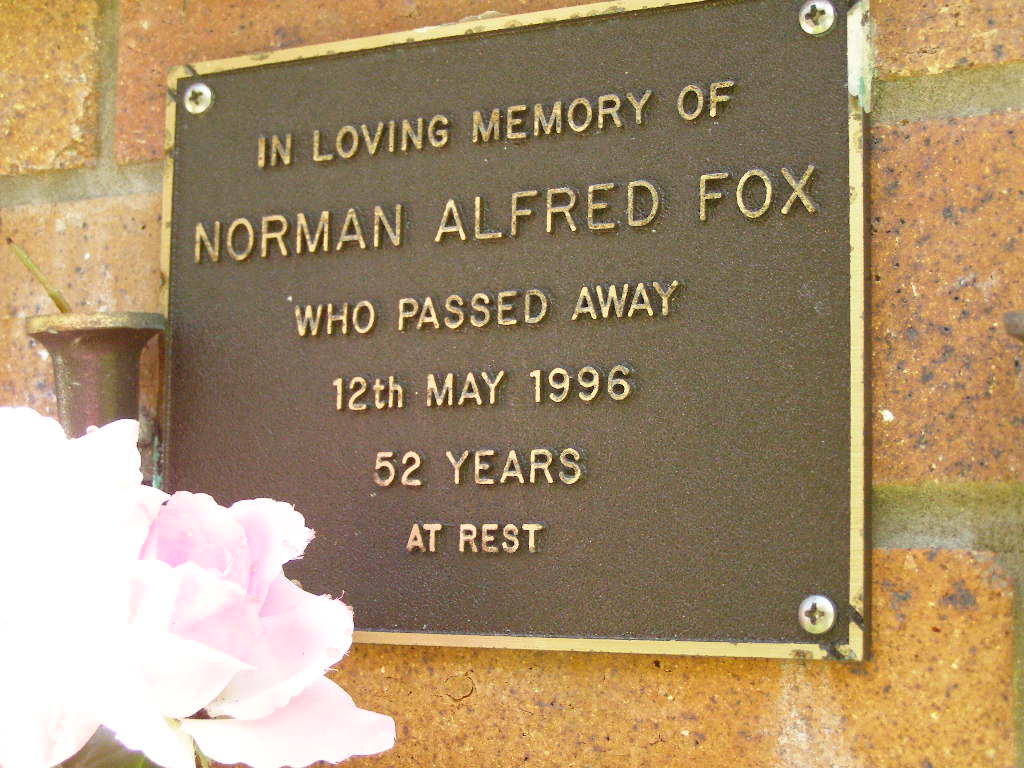 IN LOVING MEMORY OF
NORMAN ALFRED FOX
WHO PASSED AWAY
12th MAY 1996
52 YEARS
AT REST